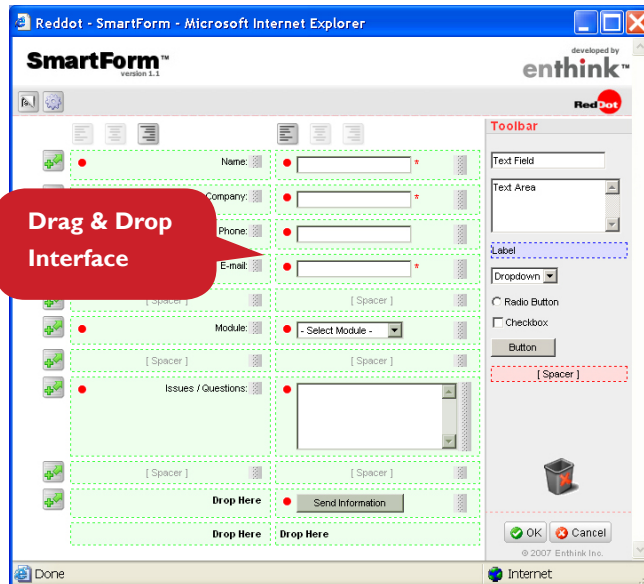 Reddot - SmartForm - Microsoft Internet Explorer
SmartForm™
version 1.1
developed by
enthink™
RedDot
Toolbar
Name:
*
Text Field
Company:
*
Text Area
Drag & Drop
Interface
Phone:
Label
E-mail:
*
Dropdown
[ Spacer ]
[ Spacer ]
Radio Button
Module:
- Select Module -
Checkbox
Button
[ Spacer ]
[ Spacer ]
[ Spacer ]
Issues / Questions:
[ Spacer ]
[ Spacer ]
Drop Here
Send Information
Drop Here
Drop Here
OK
Cancel
© 2007 Enthink Inc.
Done
Internet